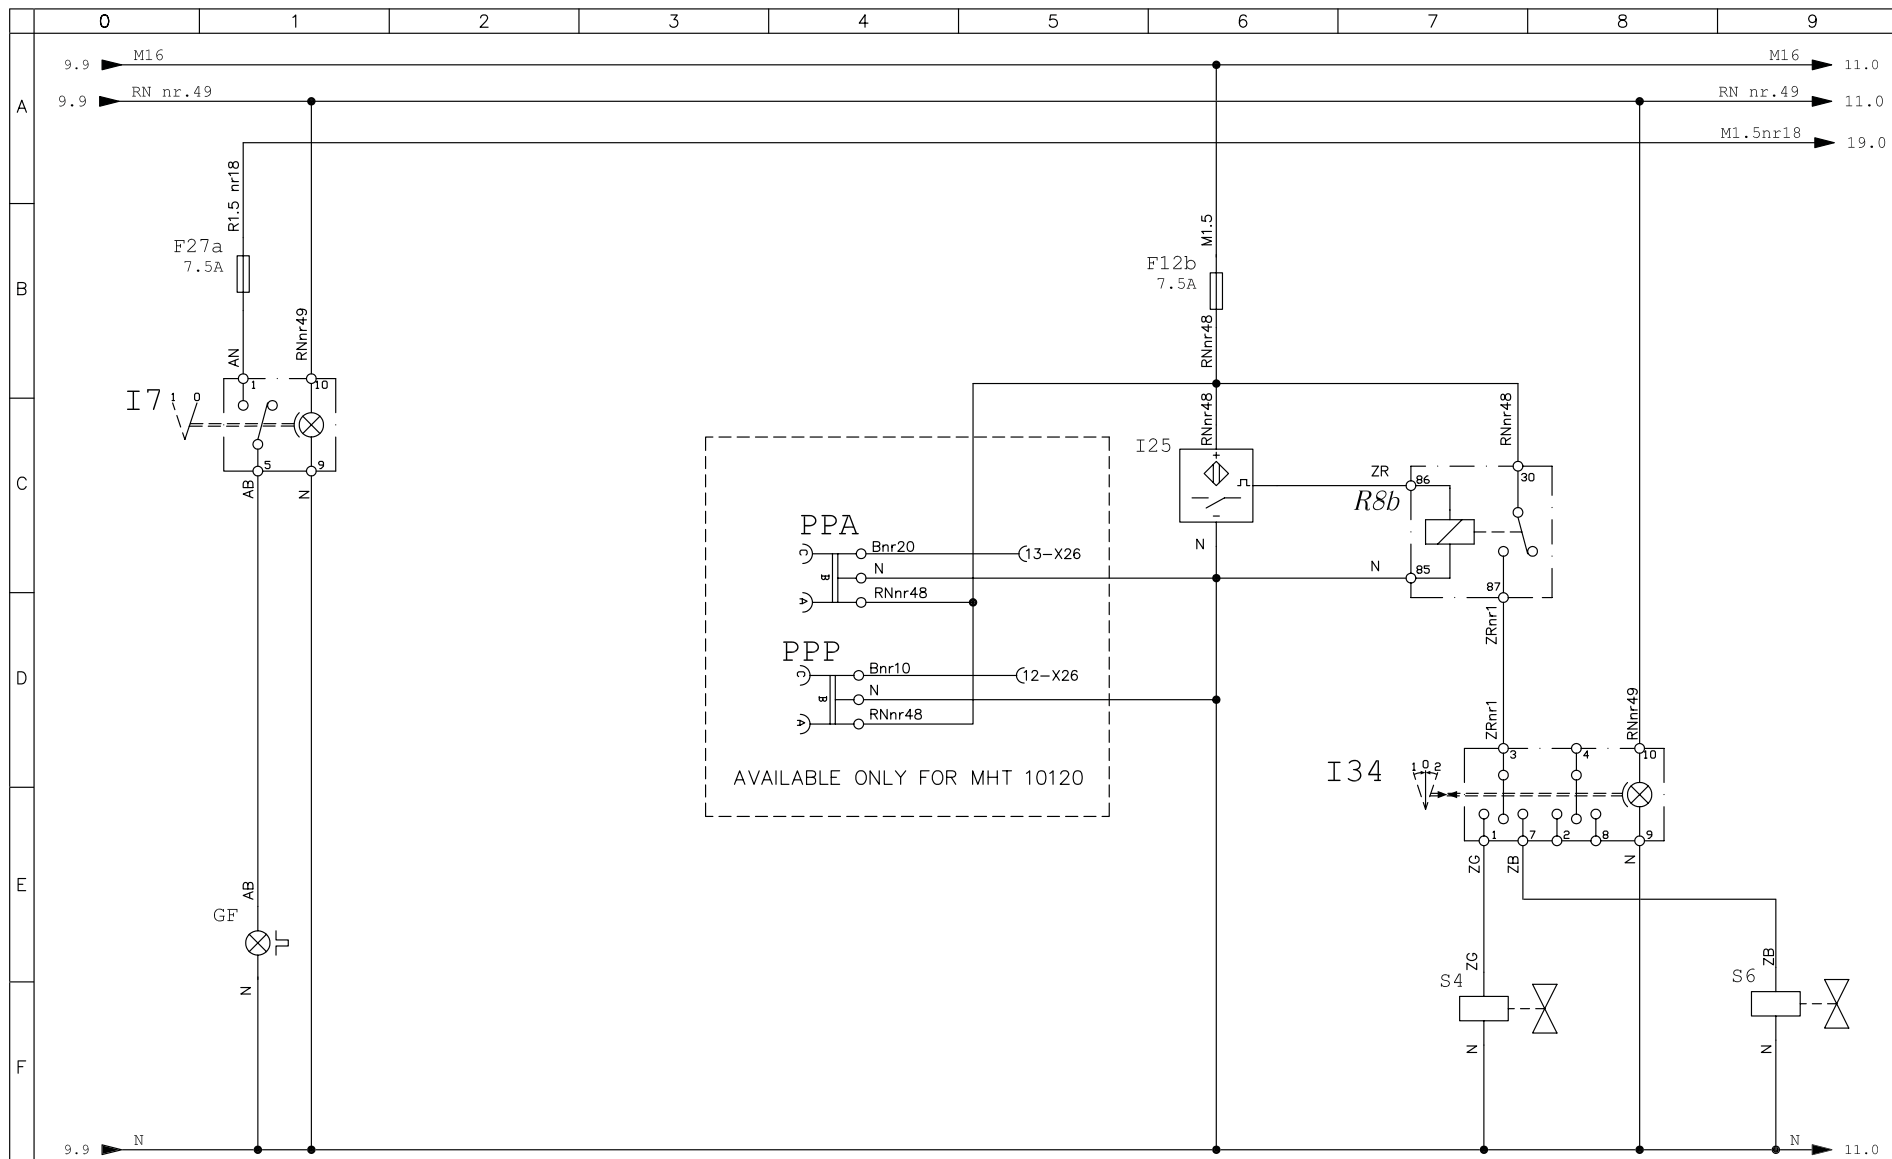 0 1 2 3 4 5 6 7 8 9
9.9 M16 M16 11.0
A
9.9 RN nr.49 RN nr.49 11.0
M1.5nr18 19.0
R1.5 nr18
M1.5
F27a
7.5A
F12b
7.5A
B
RNnr49
RNnr48
AN
1 10
I7 1 0
RNnr48
RNnr48
I25
+
-
5 9
AB N
C
ZR
86
30
R8b
PPA
C Bnr20 13-X26
N
B N
N 85
A RNnr48
87
ZRnr1
PPP
C Bnr10 12-X26
B N
A RNnr48
D
ZRnr1
RNnr49
3 4 10
I34 1 0 2
AVAILABLE ONLY FOR MHT 10120
1 7 2 8 9
ZG ZB N
E
AB
GF
N
ZG
S4
N
ZB
S6
N
F
9.9 N N 11.0